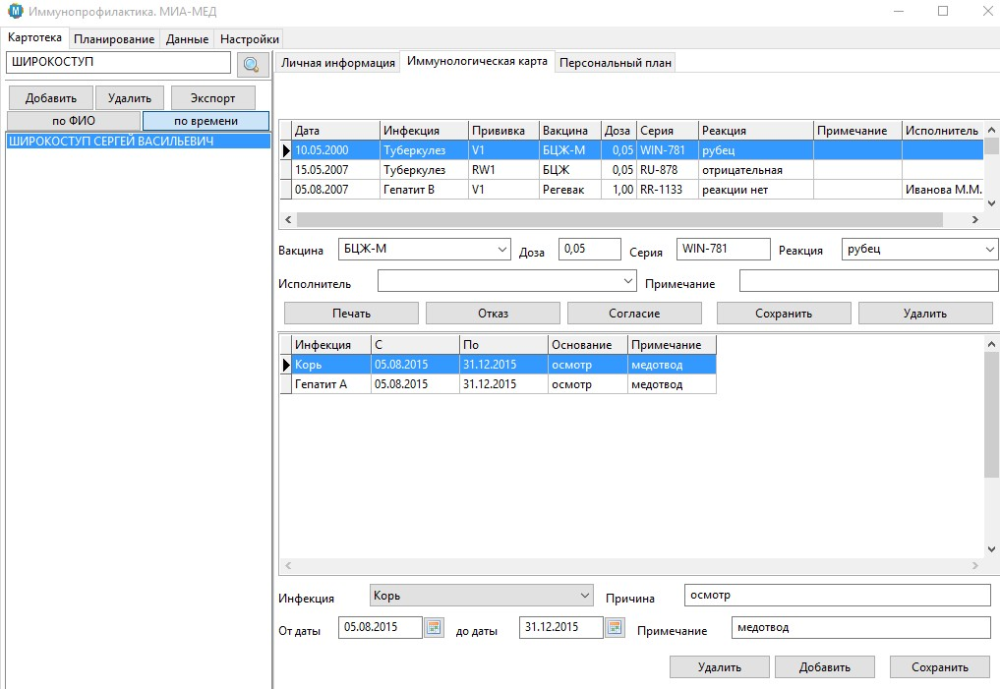 Иммунопрофилактика. МИА-МЕД
Картотека Планирование Данные Настройки
ШИРОКОСТУП
Добавить Удалить Экспорт
по ФИО по времени
ШИРОКОСТУП СЕРГЕЙ ВАСИЛЬЕВИЧ
Личная информация Иммунологическая карта Персональный план
Дата Инфекция Прививка Вакцина Доза Серия Реакция Примечание Исполнитель
10.05.2000 Туберкулез V1 БЦЖ-М 0,05 WIN-781 рубец
15.05.2007 Туберкулез RW1 БЦЖ 0,05 RU-878 отрицательная
05.08.2007 Гепатит В V1 Регевак 1,00 RR-1133 реакции нет Иванова М.М.
Вакцина БЦЖ-М Доза 0,05 Серия WIN-781 Реакция рубец
Исполнитель Примечание
Печать Отказ Согласие Сохранить Удалить
Инфекция С По Основание Примечание
Корь 05.08.2015 31.12.2015 осмотр медотвод
Гепатит А 05.08.2015 31.12.2015 осмотр медотвод
Инфекция Корь Причина осмотр
От даты 05.08.2015 до даты 31.12.2015 Примечание медотвод
Удалить Добавить Сохранить